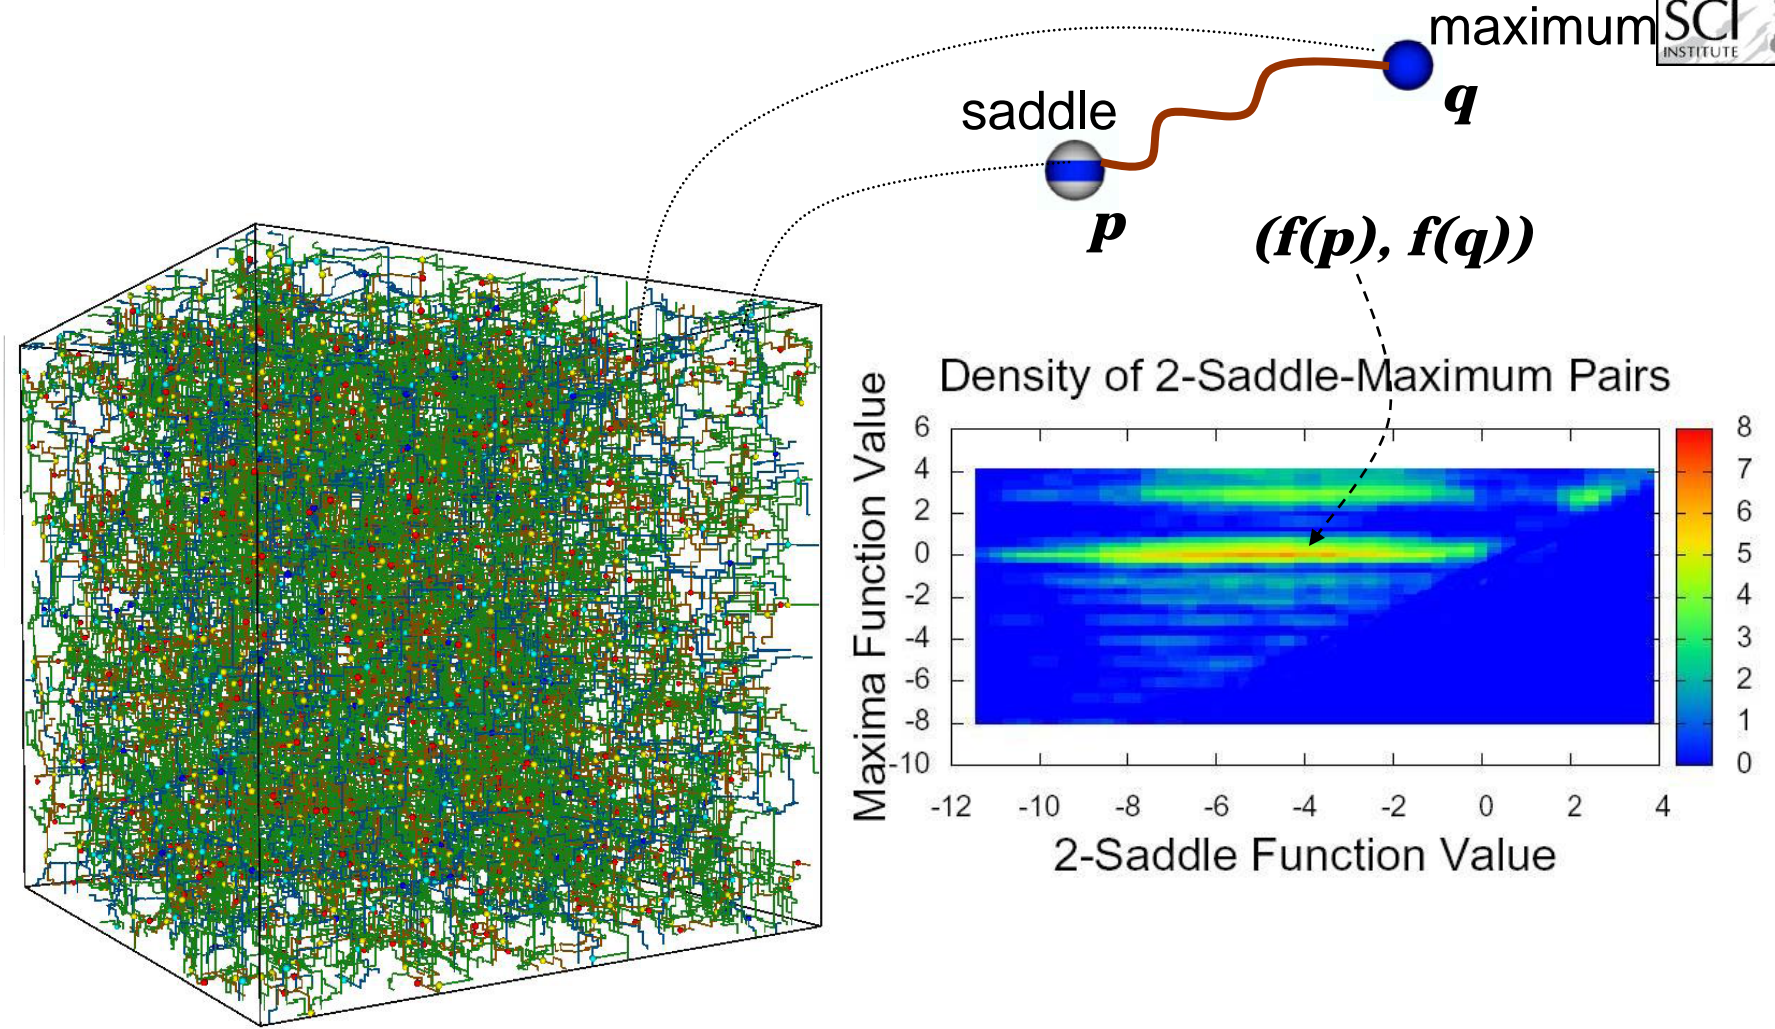 maximum
SCI
INSTITUTE
q
saddle
p
(f(p), f(q))
Density of 2-Saddle-Maximum Pairs
Maxima Function Value
6
4
2
0
-2
-4
-6
-8
-10
-12 -10 -8 -6 -4 -2 0 2 4
2-Saddle Function Value
8
7
6
5
4
3
2
1
0